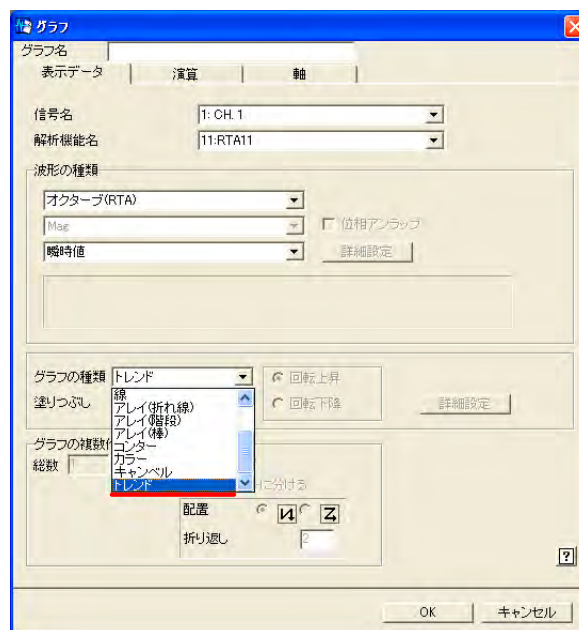 グラフ
グラフ名
表示データ 演算 軸
信号名 1: CH. 1
解析機能名 11:RTA11
波形の種類
オクターブ(RTA)
Mag 位相アンラップ
瞬時値 詳細設定
グラフの種類 トレンド 回転上昇
塗りつぶし 回転下降 詳細設定
線
アレイ(折れ線)
アレイ(階段)
アレイ(棒)
コンター
カラー
キャンベル
トレンド
グラフの複数
総数 1
に分ける
配置
折り返し 2
?
OK キャンセル